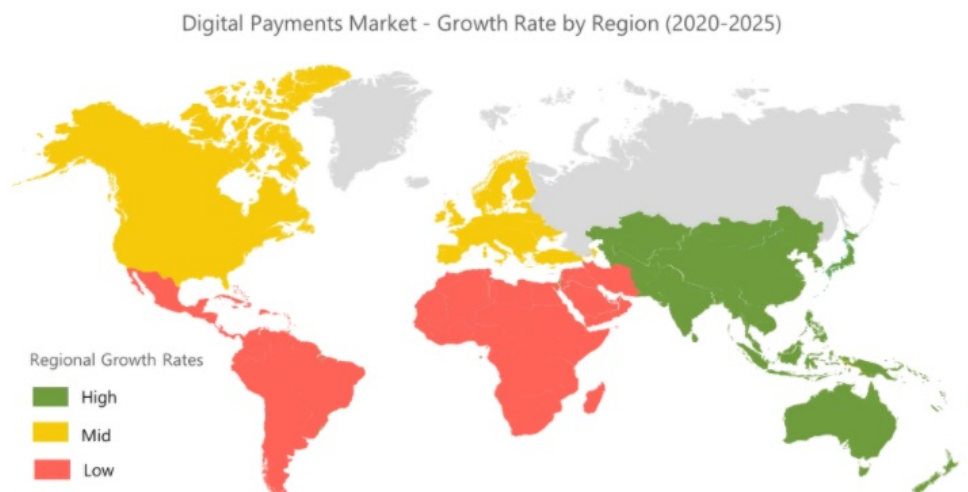 Digital Payments Market - Growth Rate by Region (2020-2025)
Regional Growth Rates
High
Mid
Low